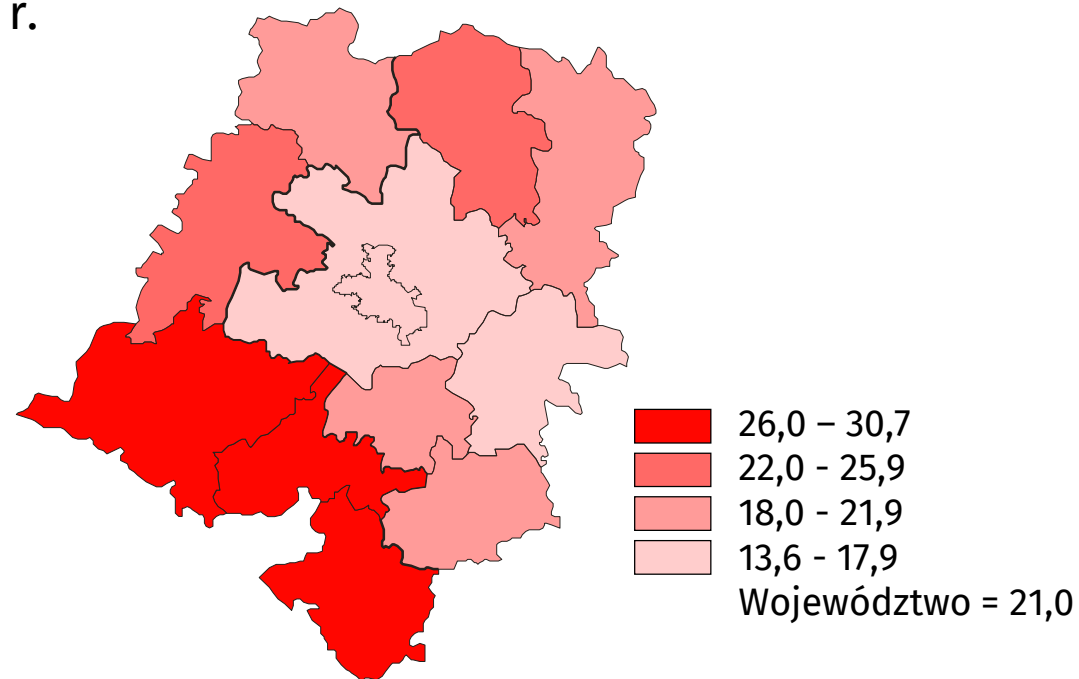 r.
26,0 – 30,7
22,0 - 25,9
18,0 - 21,9
13,6 - 17,9
Województwo = 21,0